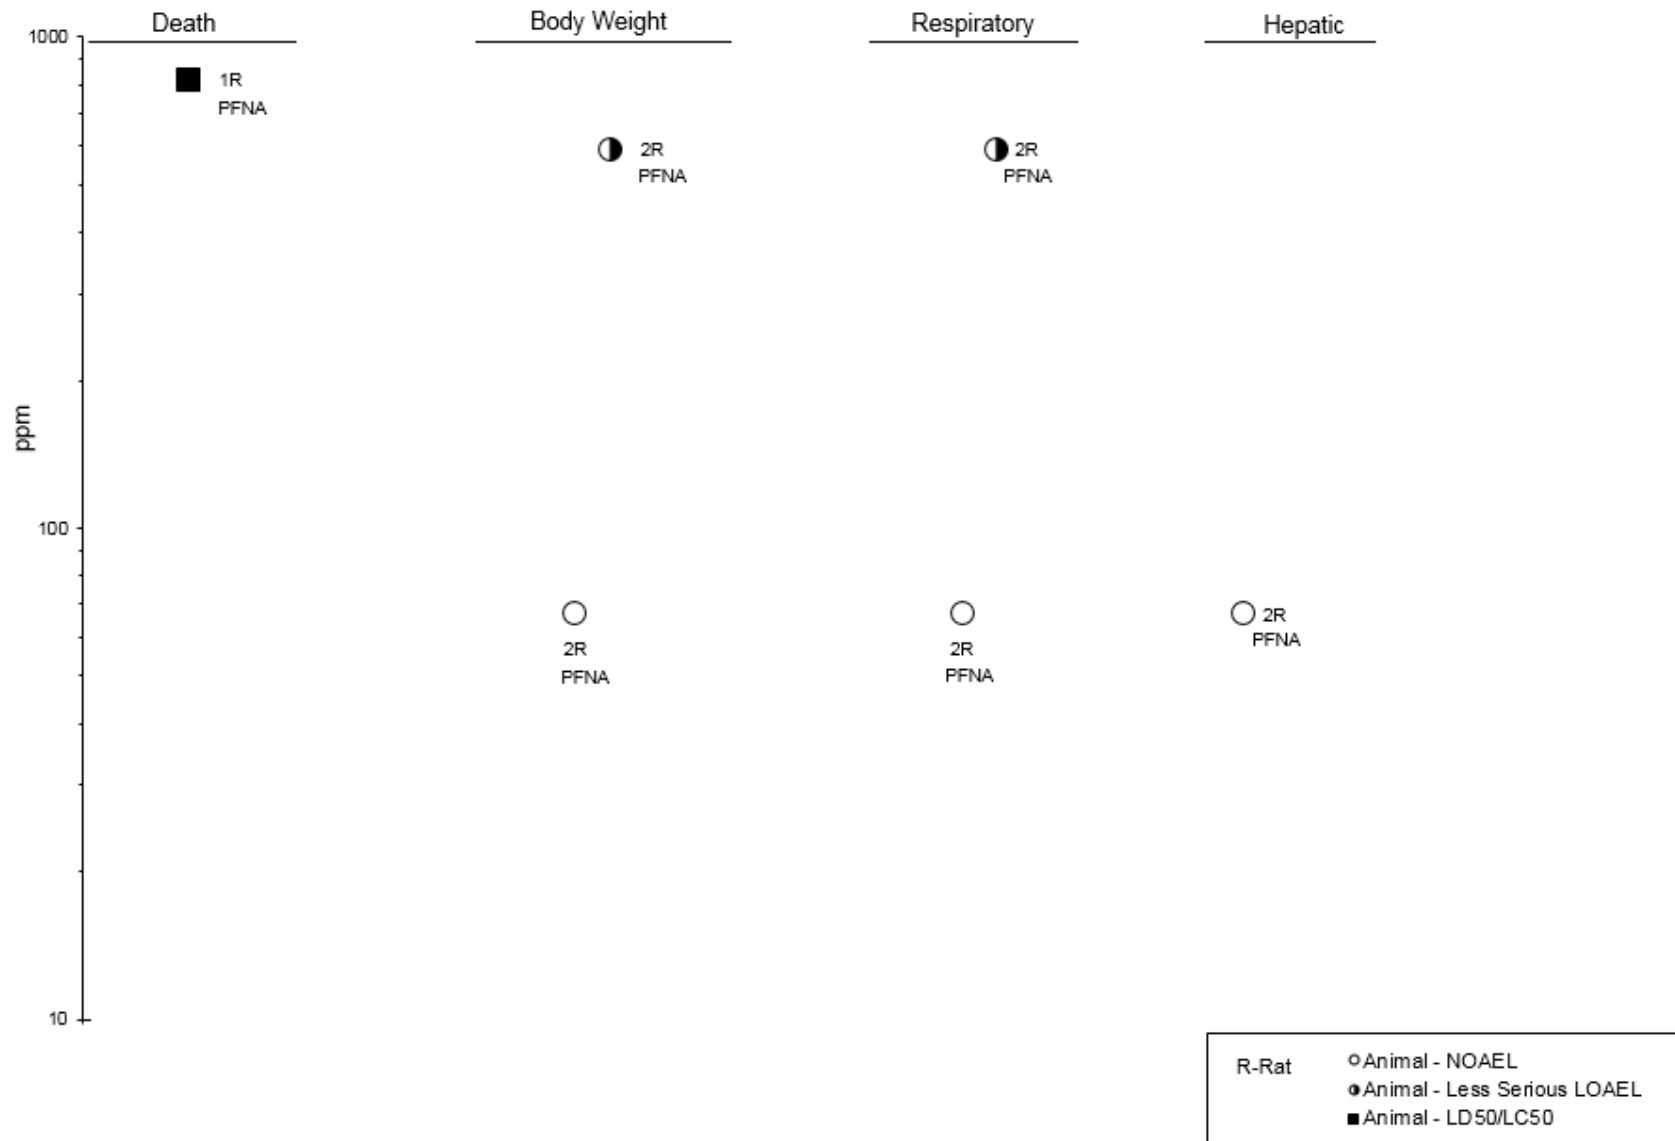 Death
Body Weight
Respiratory
Hepatic
1000
1R
PFNA
2R
PFNA
2R
PFNA
ppm
100
2R
PFNA
2R
PFNA
2R
PFNA
10
R-Rat
Animal - NOAEL
Animal - Less Serious LOAEL
Animal - LD50/LC50